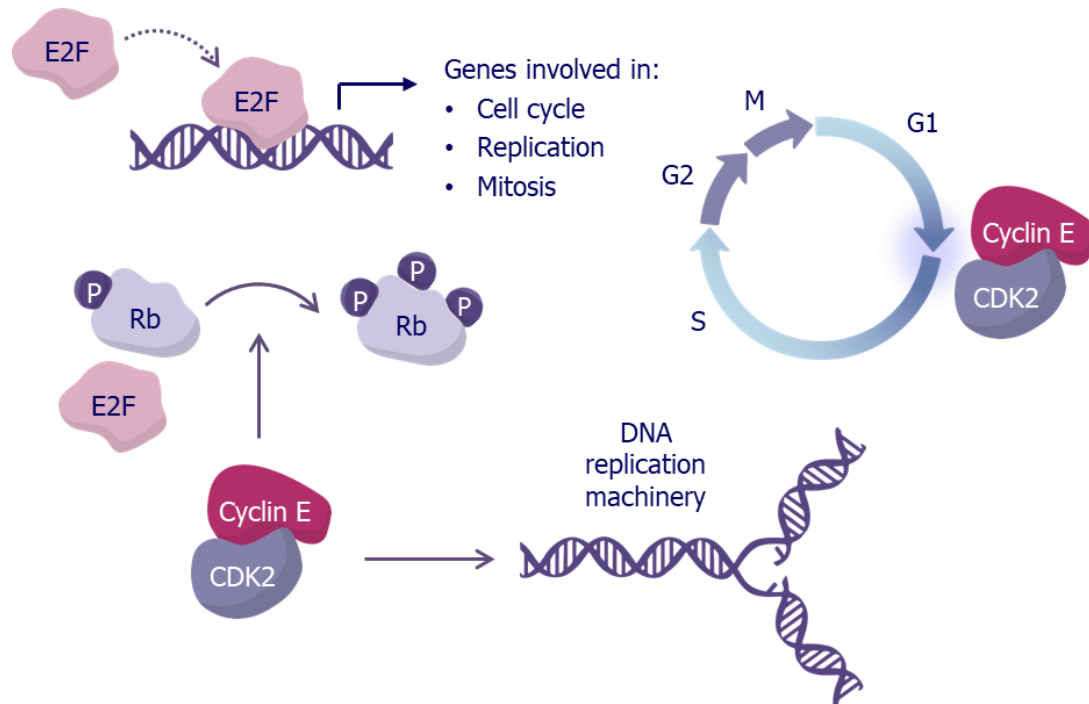 E2F
E2F
Genes involved in:
• Cell cycle
• Replication
• Mitosis
M
G1
G2
S
Cyclin E
CDK2
P
Rb
P
P
P
Rb
E2F
Cyclin E
CDK2
DNA
replication
machinery